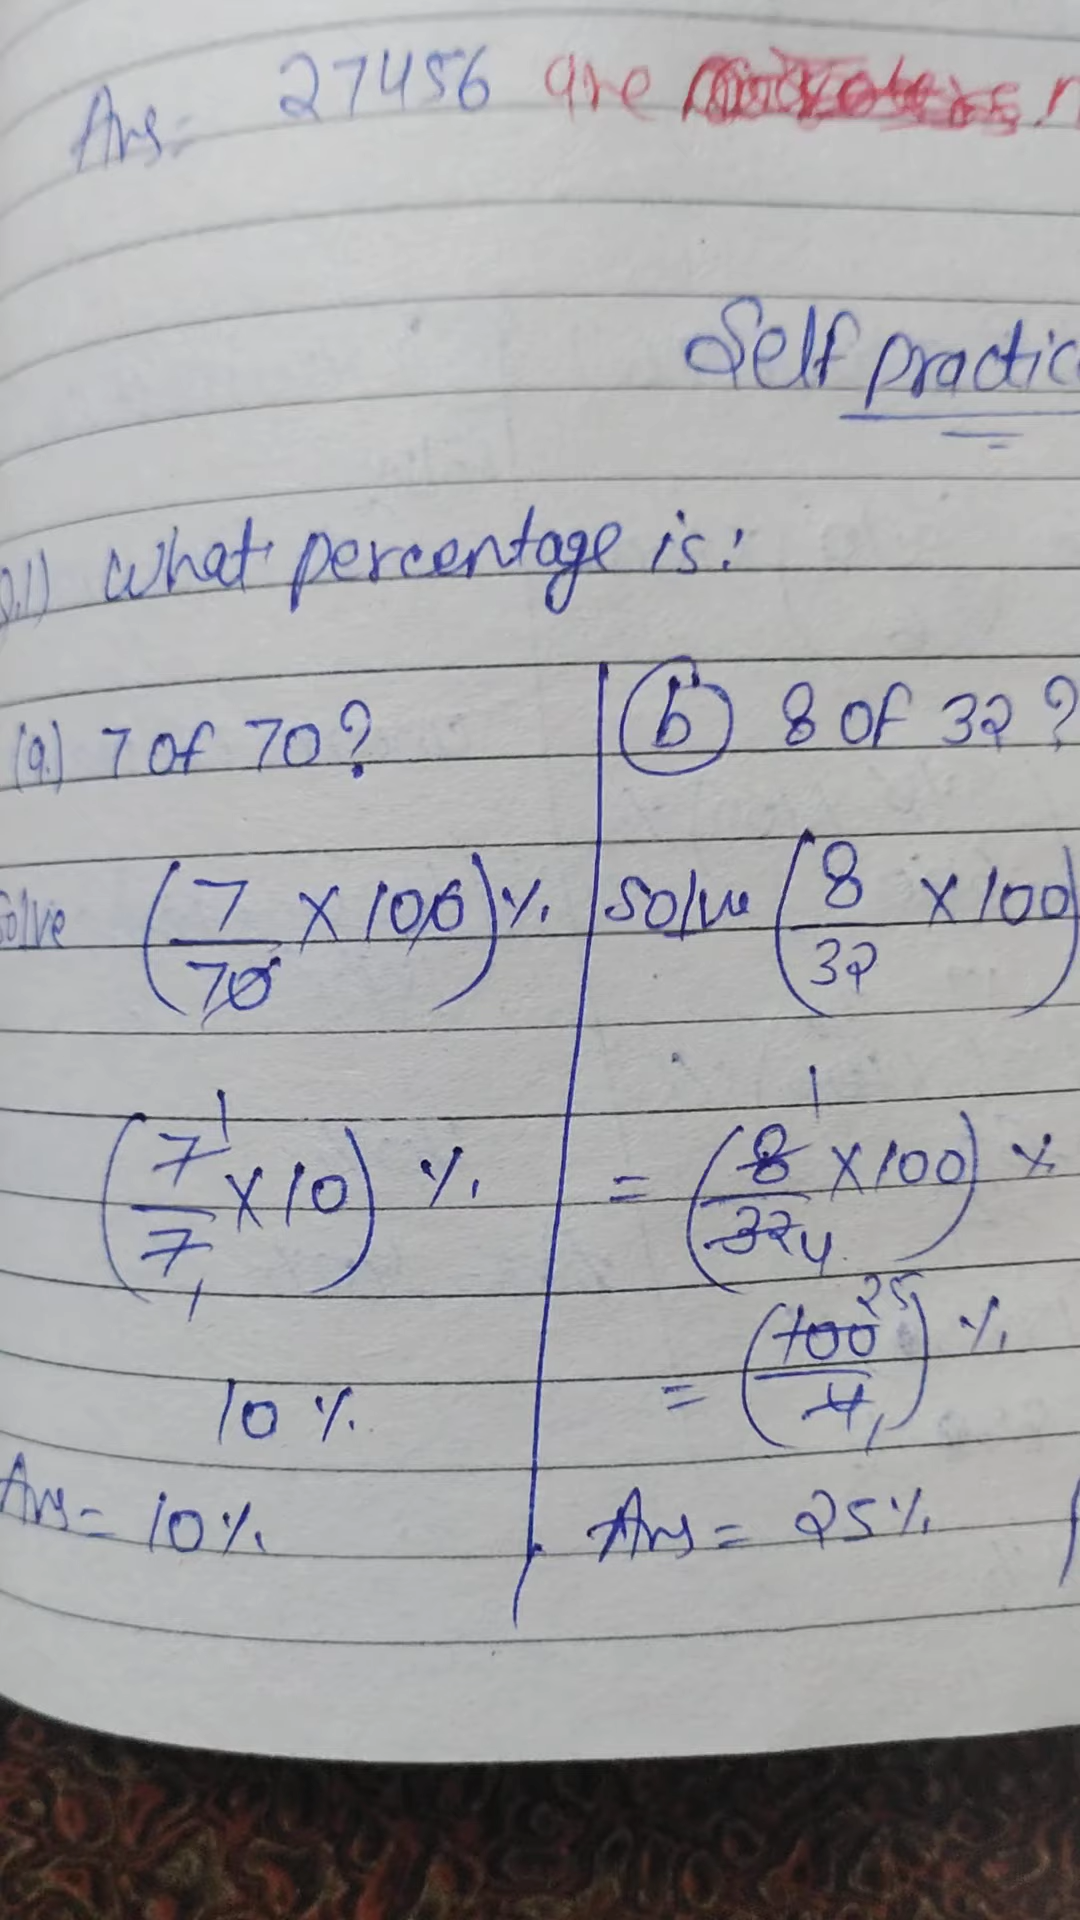 Ans= 27456 are
Self practic
Q.1) What percentage is:
(a.) 7 of 70?
Solve (7/70 × 100)%
(7/7 × 10) %
10 %
Ans= 10%
(b) 8 of 32?
Solve (8/32 × 100)
= (8/32 × 100) %
= (100/4) %
Ans = 25%